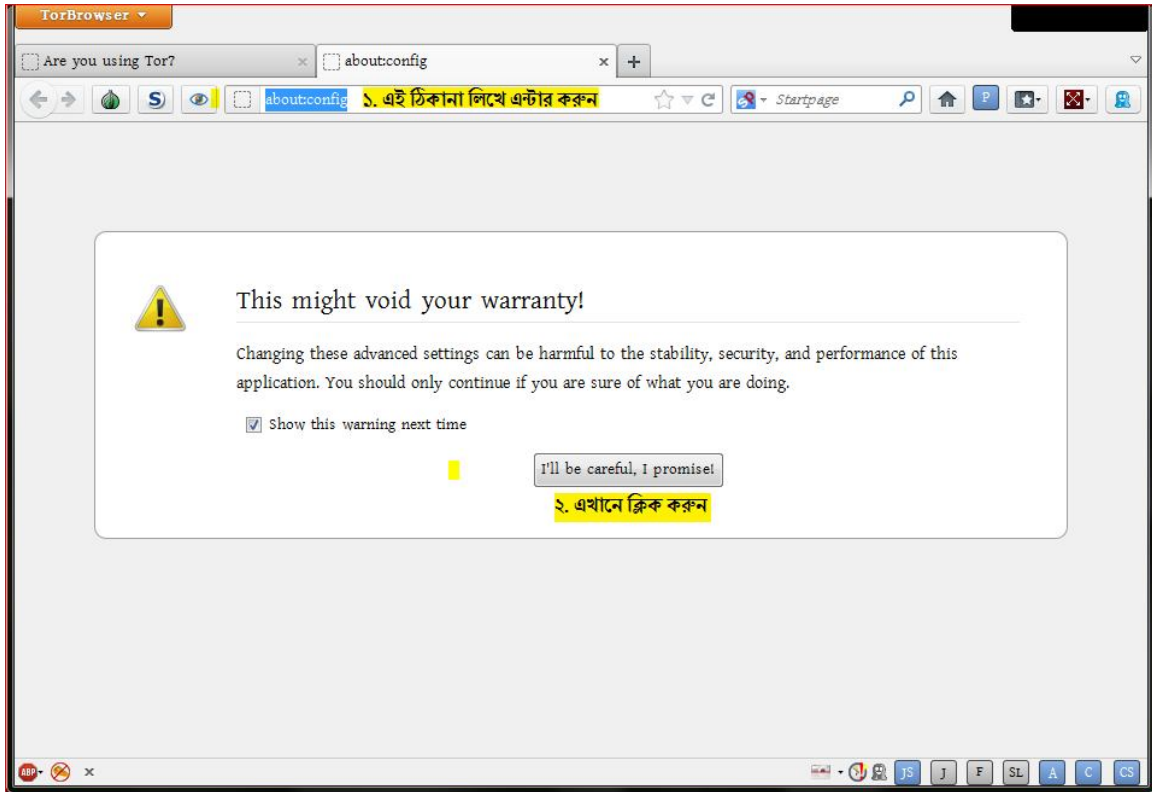 TorBrowser
Are you using Tor?
about:config
about:config ১. এই ঠিকানা লিখে এন্টার করুন
Startpage
P
This might void your warranty!
Changing these advanced settings can be harmful to the stability, security, and performance of this
application. You should only continue if you are sure of what you are doing.
Show this warning next time
I'll be careful, I promise!
২. এখানে ক্লিক করুন
ABP
JS J F SL A C CS